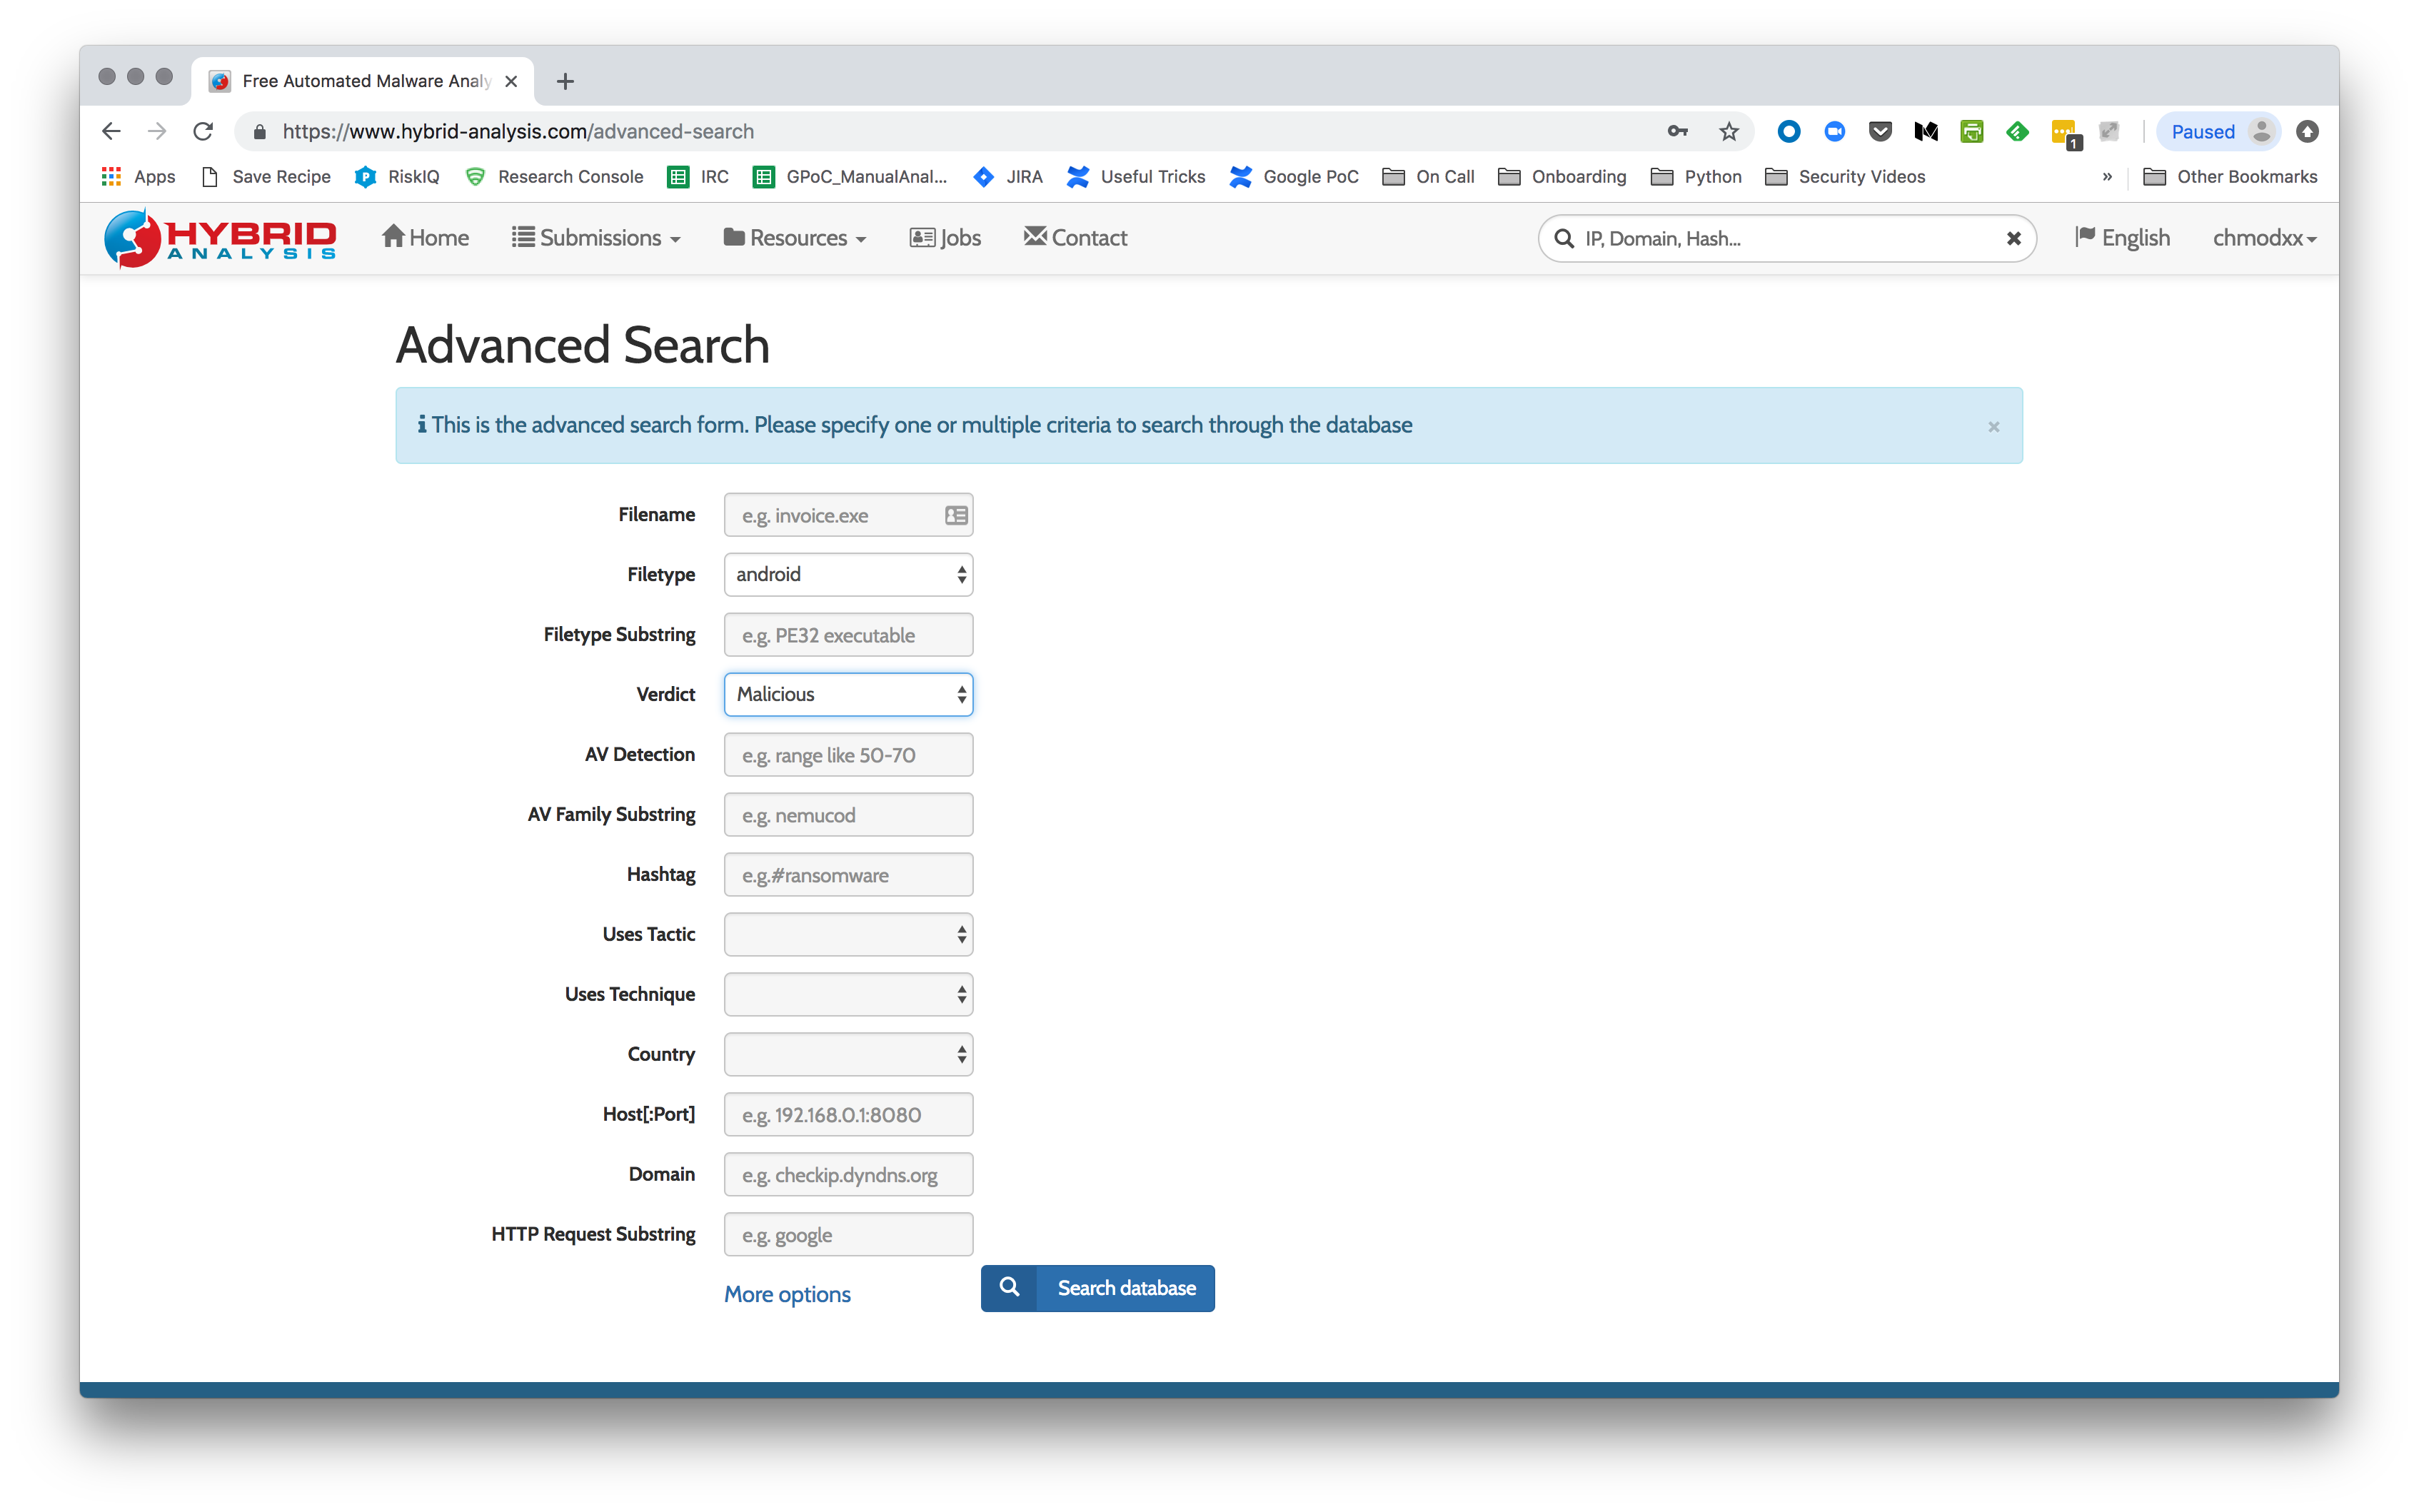 Free Automated Malware Analy
https://www.hybrid-analysis.com/advanced-search
1
Paused
Apps Save Recipe RiskIQ Research Console IRC GPoC_ManualAnal... JIRA Useful Tricks Google PoC On Call Onboarding Python Security Videos » Other Bookmarks
HYBRID
ANALYSIS
Home Submissions Resources Jobs Contact IP, Domain, Hash... English chmodxx
Advanced Search
This is the advanced search form. Please specify one or multiple criteria to search through the database ×
Filename e.g. invoice.exe
Filetype android
Filetype Substring e.g. PE32 executable
Verdict Malicious
AV Detection e.g. range like 50-70
AV Family Substring e.g. nemucod
Hashtag e.g.#ransomware
Uses Tactic
Uses Technique
Country
Host[:Port] e.g. 192.168.0.1:8080
Domain e.g. checkip.dyndns.org
HTTP Request Substring e.g. google
More options Search database